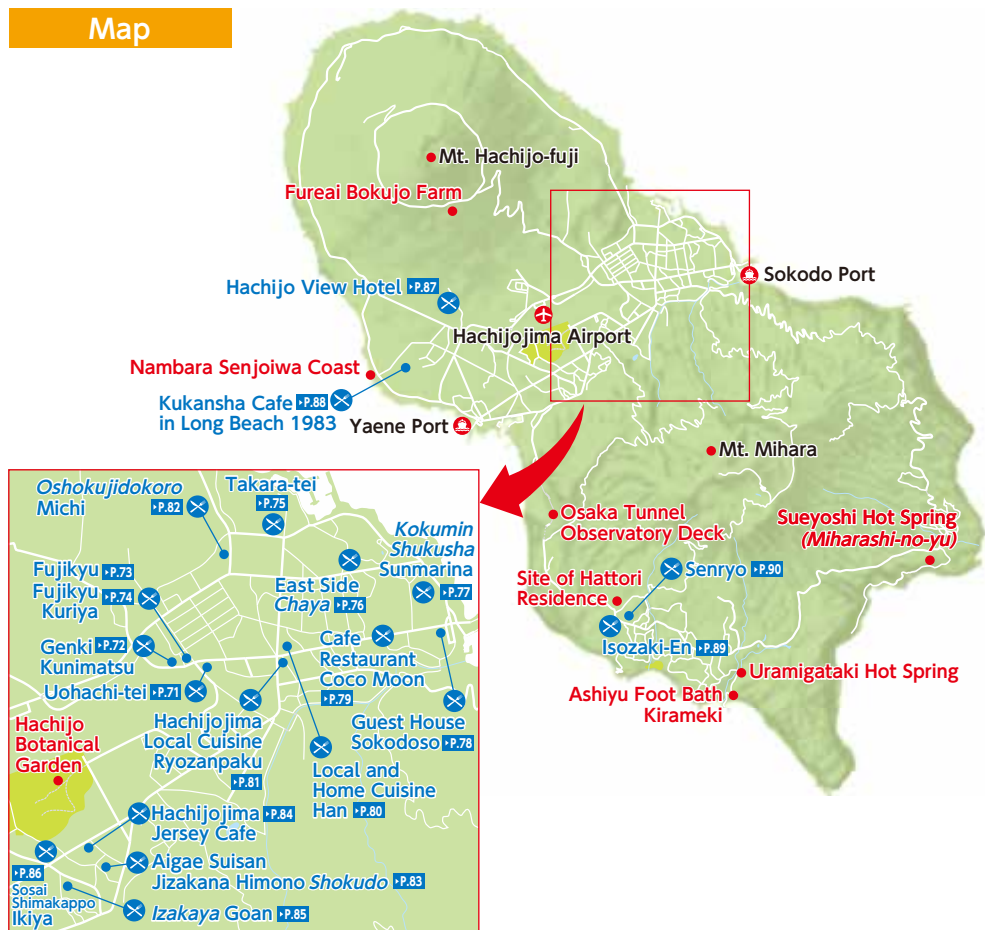 Map
Mt. Hachijo-fuji
Fureai Bokujo Farm
Hachijo View Hotel ▸P.87
Sokodo Port
Hachijojima Airport
Nambara Senjoiwa Coast
Kukansha Cafe ▸P.88
in Long Beach 1983
Yaene Port
Mt. Mihara
Osaka Tunnel
Observatory Deck
Sueyoshi Hot Spring
(Miharashi-no-yu)
Senryo ▸P.90
Site of Hattori
Residence
Isozaki-En ▸P.89
Uramigataki Hot Spring
Ashiyu Foot Bath
Kirameki
Oshokujidokoro
Michi
▸P.82
Takara-tei
▸P.75
Kokumin
Shukusha
Sunmarina
▸P.77
East Side
Chaya ▸P.76
Fujikyu ▸P.73
Fujikyu ▸P.74
Kuriya
Genki ▸P.72
Kunimatsu
Uohachi-tei ▸P.71
Cafe
Restaurant
Coco Moon
▸P.79
Guest House
Sokodoso ▸P.78
Hachijojima
Local Cuisine
Ryozanpaku
▸P.81
Local and
Home Cuisine
Han ▸P.80
Hachijo
Botanical
Garden
Hachijojima ▸P.84
Jersey Cafe
Aigae Suisan
Jizakana Himono Shokudo ▸P.83
▸P.86
Sosai
Shimakappo
Ikiya
Izakaya Goan ▸P.85